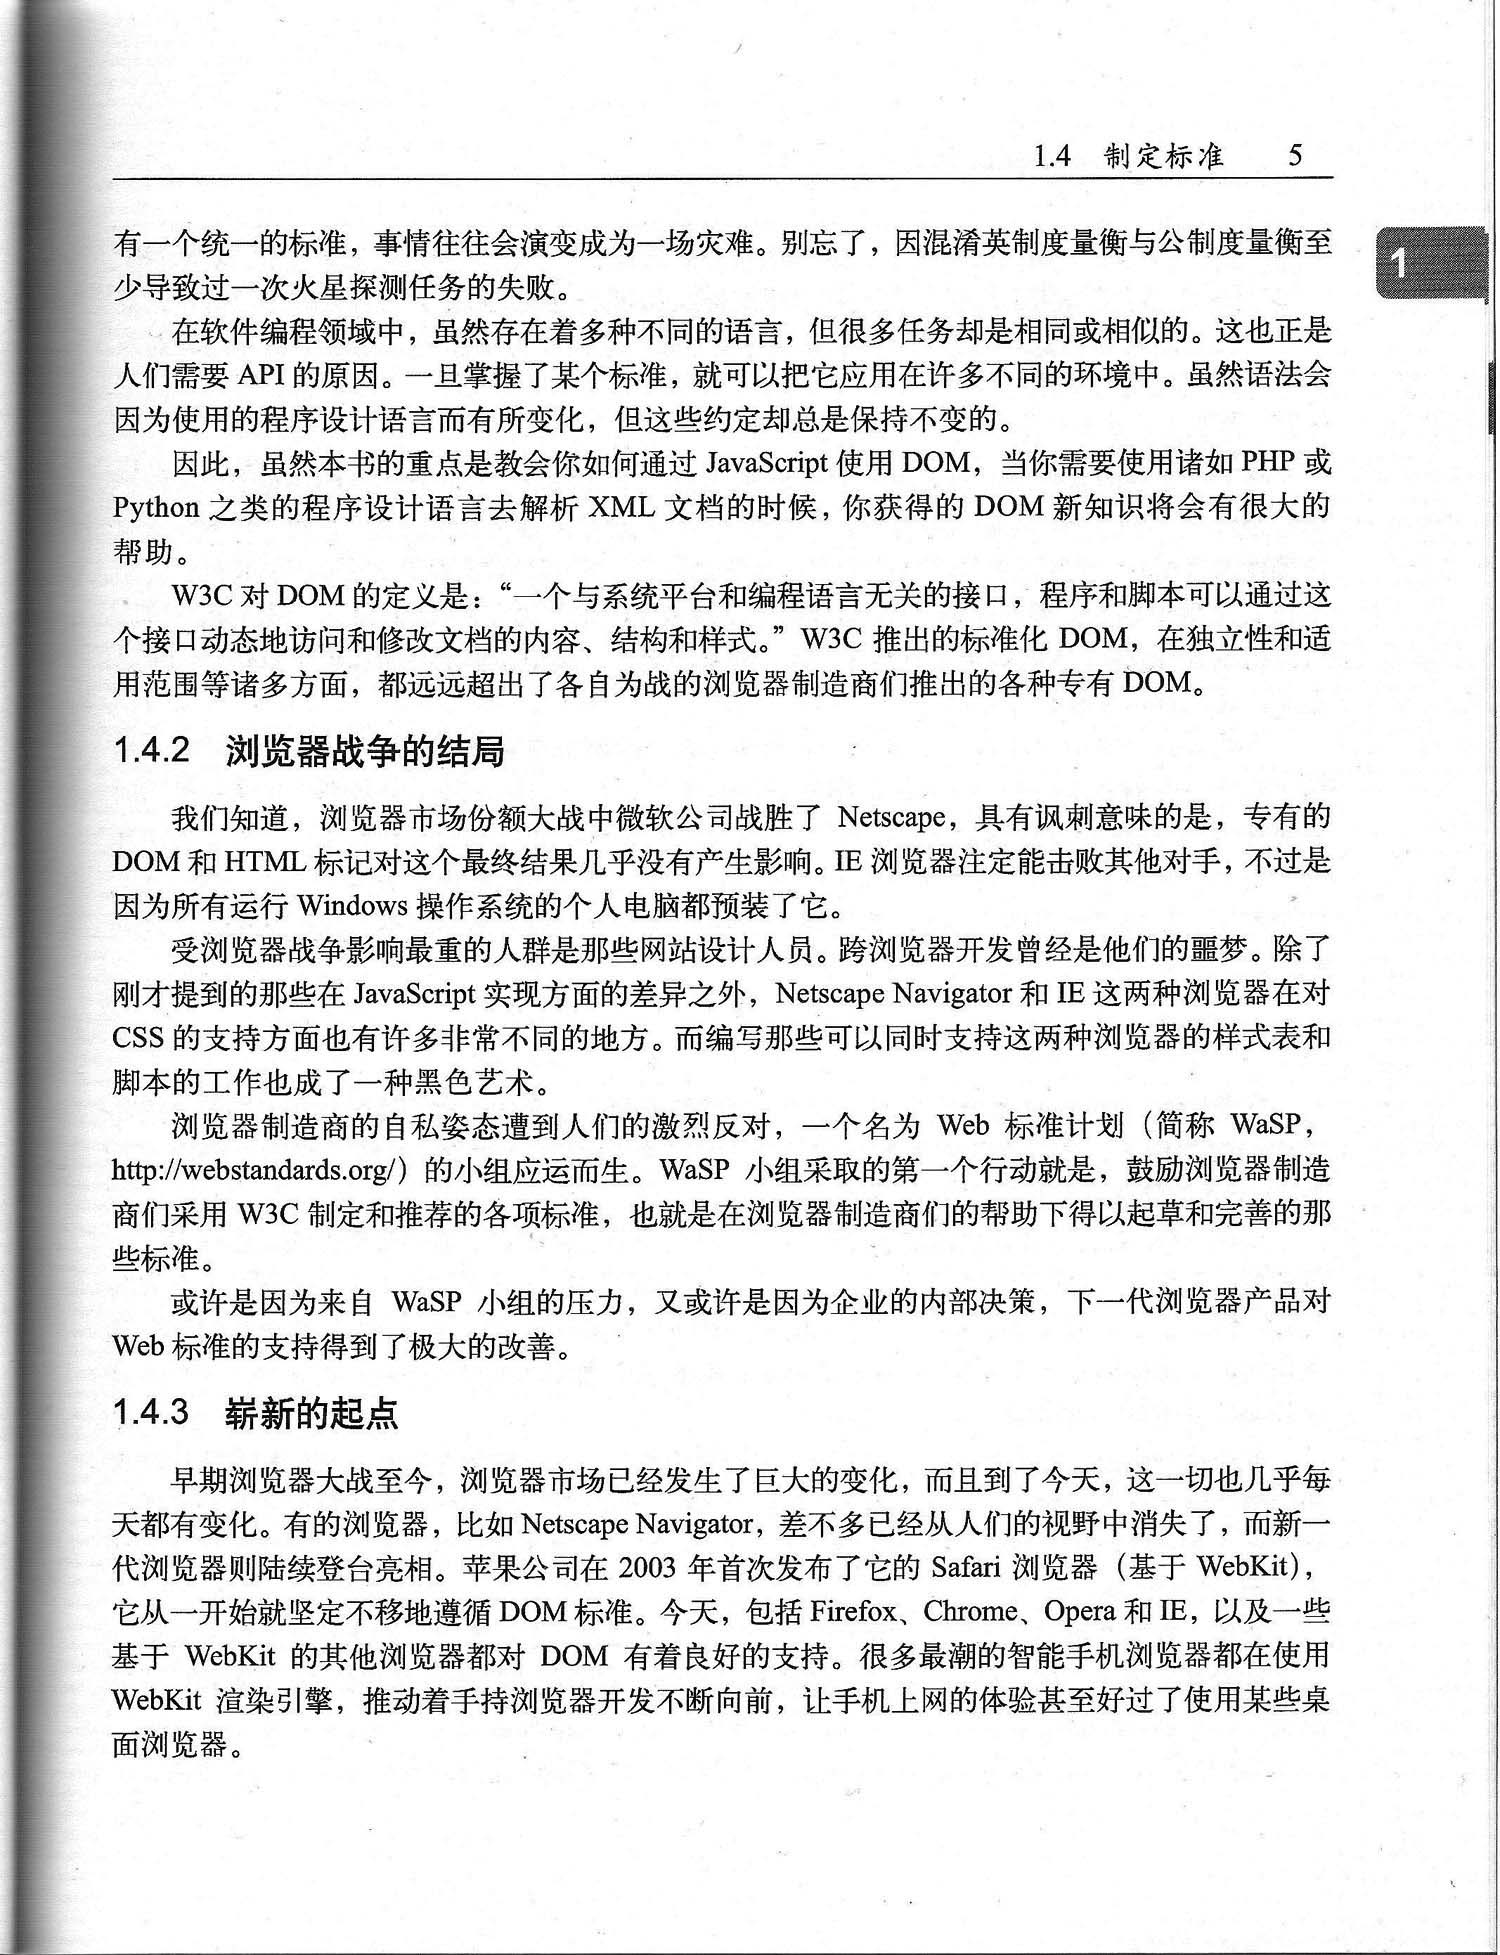 1.4 制定标准 5
1
有一个统一的标准，事情往往会演变成为一场灾难。别忘了，因混淆英制度量衡与公制度量衡至
少导致过一次火星探测任务的失败。
在软件编程领域中，虽然存在着多种不同的语言，但很多任务却是相同或相似的。这也正是
人们需要 API 的原因。一旦掌握了某个标准，就可以把它应用在许多不同的环境中。虽然语法会
因为使用的程序设计语言而有所变化，但这些约定却总是保持不变的。
因此，虽然本书的重点是教会你如何通过 JavaScript 使用 DOM，当你需要使用诸如 PHP 或
Python 之类的程序设计语言去解析 XML 文档的时候，你获得的 DOM 新知识将会有很大的
帮助。
W3C 对 DOM 的定义是：“一个与系统平台和编程语言无关的接口，程序和脚本可以通过这
个接口动态地访问和修改文档的内容、结构和样式。”W3C 推出的标准化 DOM，在独立性和适
用范围等诸多方面，都远远超出了各自为战的浏览器制造商们推出的各种专有 DOM。
1.4.2 浏览器战争的结局
我们知道，浏览器市场份额大战中微软公司战胜了 Netscape，具有讽刺意味的是，专有的
DOM 和 HTML 标记对这个最终结果几乎没有产生影响。IE 浏览器注定能击败其他对手，不过是
因为所有运行 Windows 操作系统的个人电脑都预装了它。
受浏览器战争影响最重的人群是那些网站设计人员。跨浏览器开发曾经是他们的噩梦。除了
刚才提到的那些在 JavaScript 实现方面的差异之外，Netscape Navigator 和 IE 这两种浏览器在对
CSS 的支持方面也有许多非常不同的地方。而编写那些可以同时支持这两种浏览器的样式表和
脚本的工作也成了一种黑色艺术。
浏览器制造商的自私姿态遭到人们的激烈反对，一个名为 Web 标准计划（简称 WaSP，
http://webstandards.org/）的小组应运而生。WaSP 小组采取的第一个行动就是，鼓励浏览器制造
商们采用 W3C 制定和推荐的各项标准，也就是在浏览器制造商们的帮助下得以起草和完善的那
些标准。
或许是因为来自 WaSP 小组的压力，又或许是因为企业的内部决策，下一代浏览器产品对
Web 标准的支持得到了极大的改善。
1.4.3 崭新的起点
早期浏览器大战至今，浏览器市场已经发生了巨大的变化，而且到了今天，这一切也几乎每
天都有变化。有的浏览器，比如 Netscape Navigator，差不多已经从人们的视野中消失了，而新一
代浏览器则陆续登台亮相。苹果公司在 2003 年首次发布了它的 Safari 浏览器（基于 WebKit），
它从一开始就坚定不移地遵循 DOM 标准。今天，包括 Firefox、Chrome、Opera 和 IE，以及一些
基于 WebKit 的其他浏览器都对 DOM 有着良好的支持。很多最潮的智能手机浏览器都在使用
WebKit 渲染引擎，推动着手持浏览器开发不断向前，让手机上网的体验甚至好过了使用某些桌
面浏览器。